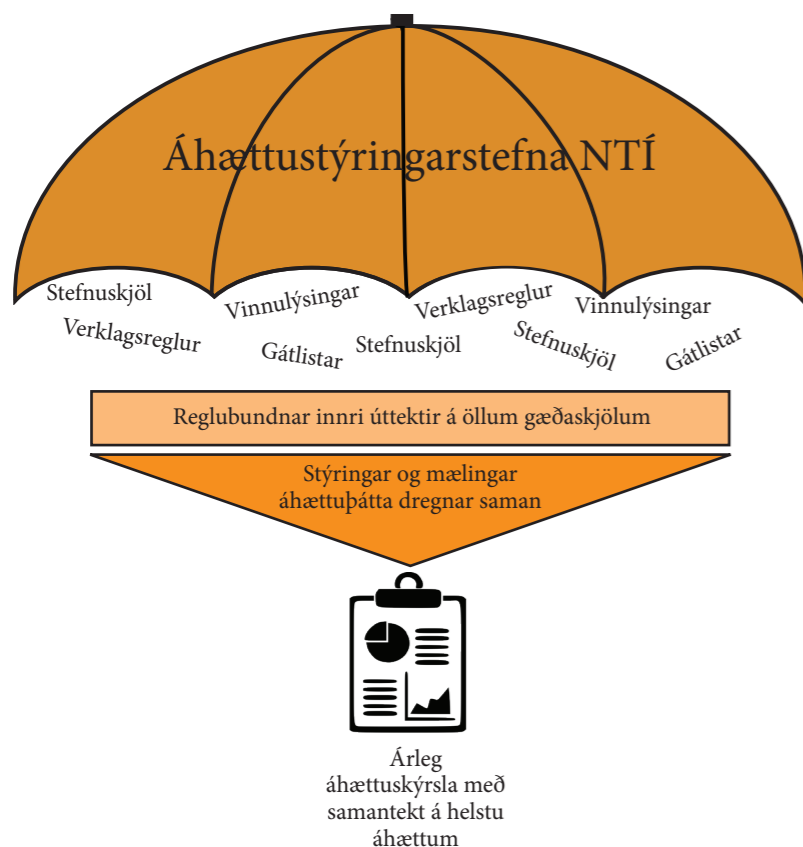 Áhættustýringarstefna NTÍ
Stefnuskjöl
Vinnulýsingar
Verklagsreglur
Vinnulýsingar
Verklagsreglur
Gátlistar
Stefnuskjöl
Stefnuskjöl
Gátlistar
Reglubundnar innri úttektir á öllum gæðaskjölum
Stýringar og mælingar
áhættuþátta dregnar saman
Árleg
áhættuskýrsla með
samantekt á helstu
áhættum